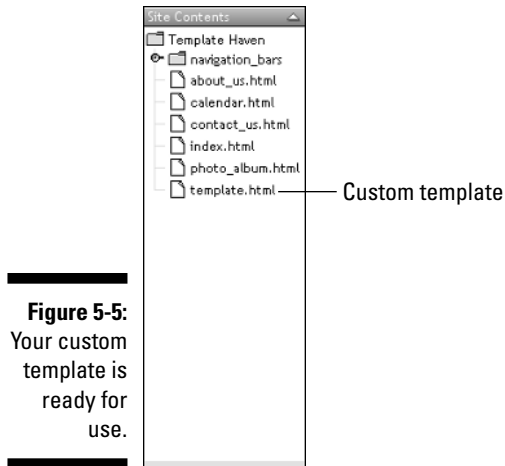 Site Contents
Template Haven
navigation_bars
about_us.html
calendar.html
contact_us.html
index.html
photo_album.html
template.html
Custom template
Figure 5-5:
Your custom
template is
ready for
use.